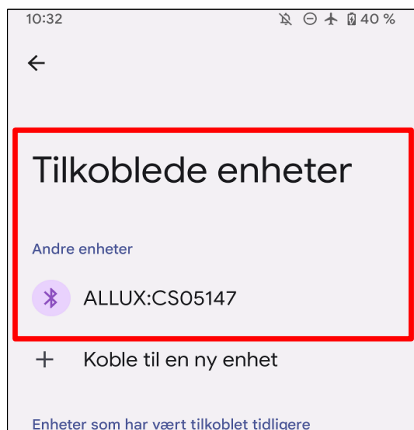 10:32 40 %
Tilkoblede enheter
Andre enheter
ALLUX:CS05147
Koble til en ny enhet
Enheter som har vært tilkoblet tidligere